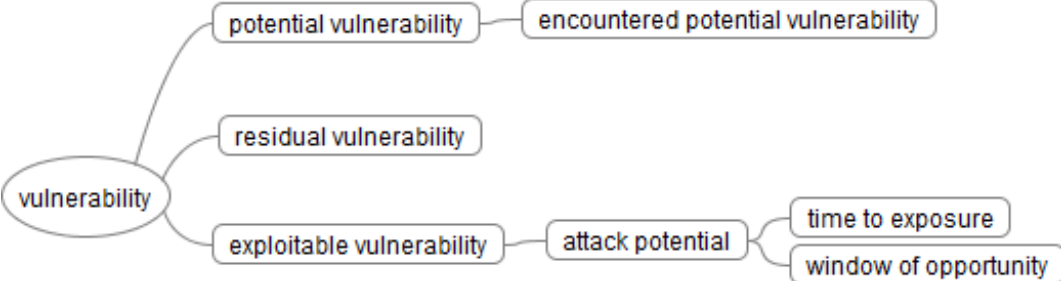 potential vulnerability
encountered potential vulnerability
residual vulnerability
vulnerability
exploitable vulnerability
attack potential
time to exposure
window of opportunity